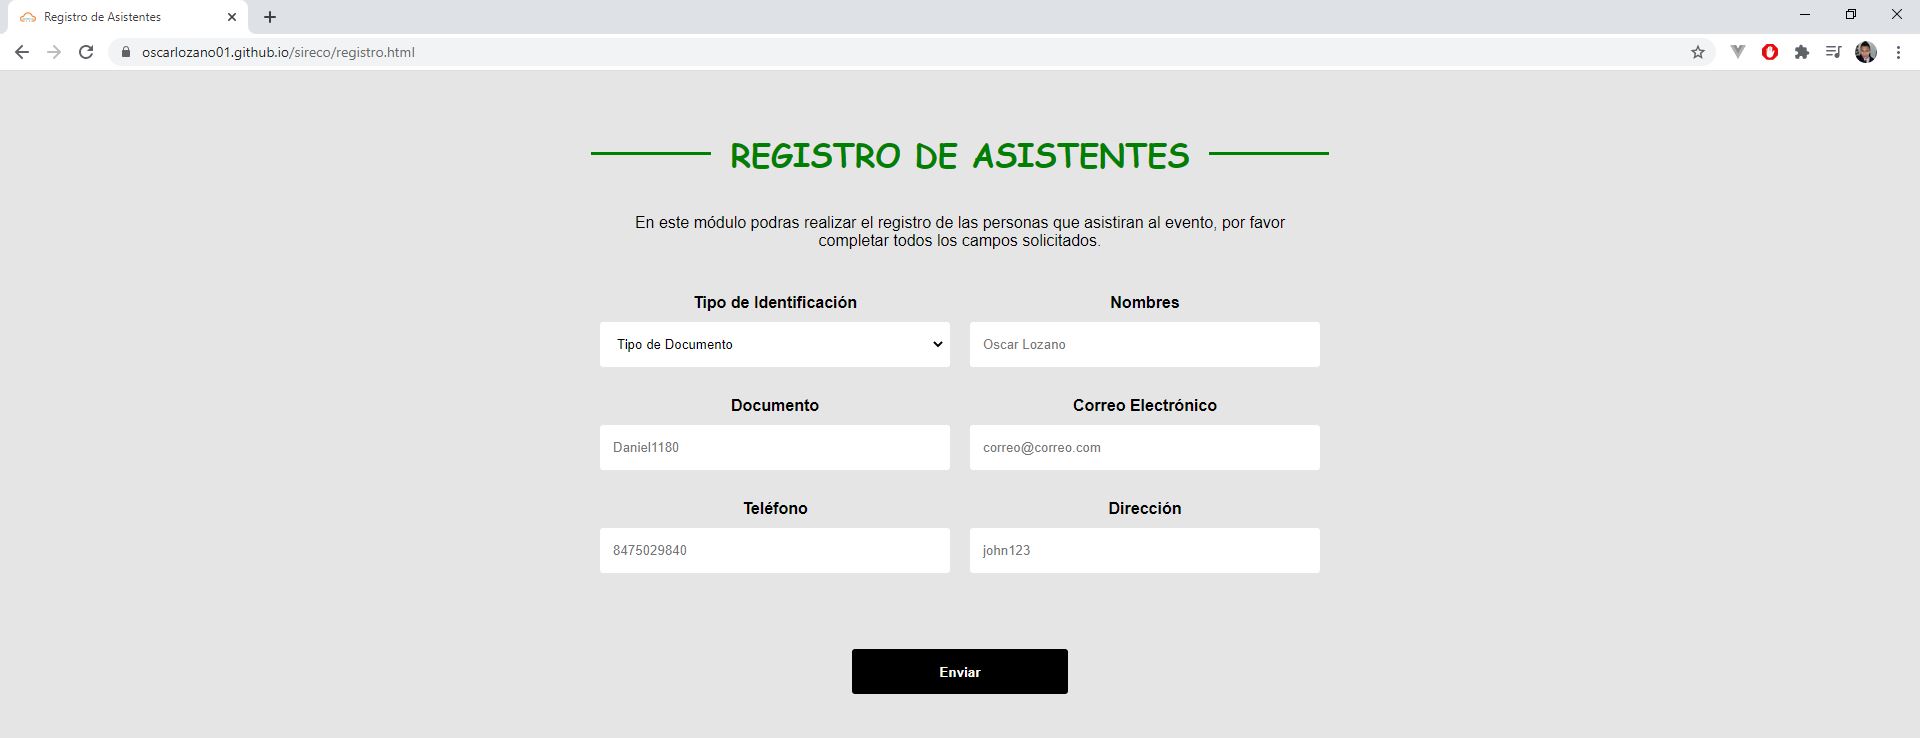 Registro de Asistentes
oscarlozano01.github.io/sireco/registro.html
REGISTRO DE ASISTENTES
En este módulo podras realizar el registro de las personas que asistiran al evento, por favor
completar todos los campos solicitados.
Tipo de Identificación
Nombres
Tipo de Documento
Oscar Lozano
Documento
Correo Electrónico
Daniel1180
correo@correo.com
Teléfono
Dirección
8475029840
john123
Enviar